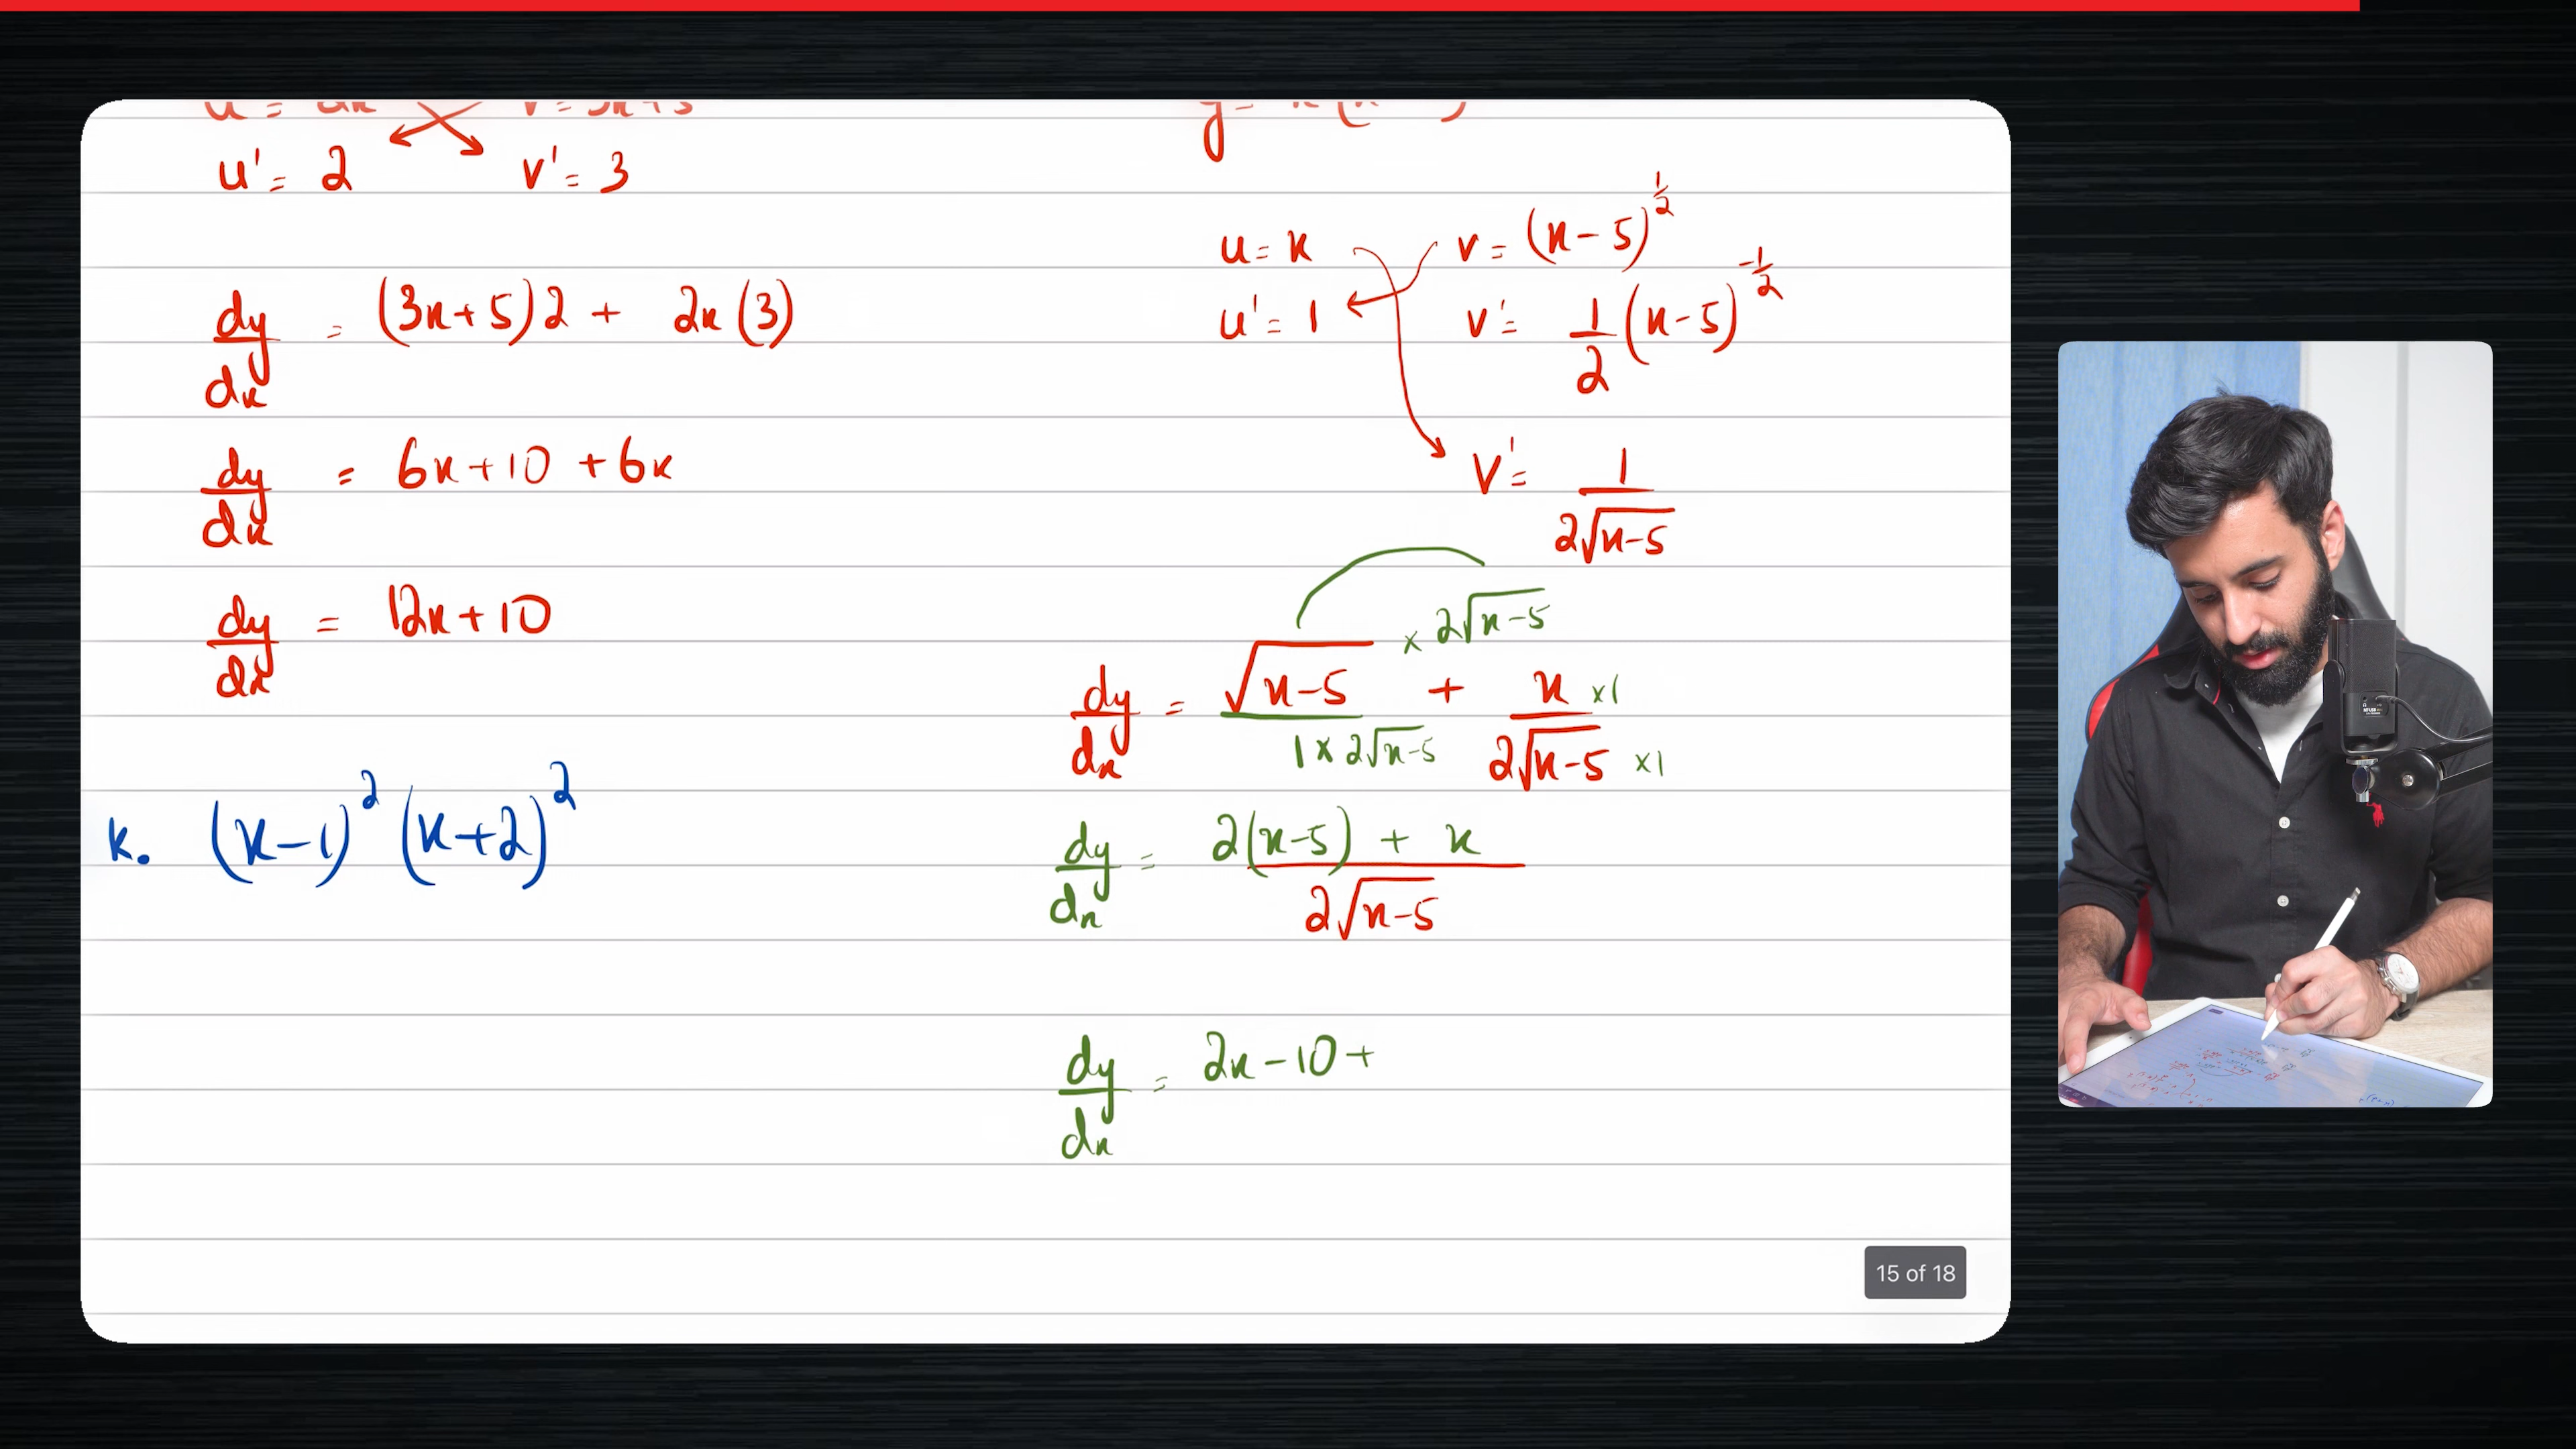 u = 2x v = 3x+5
u' = 2 v' = 3
dy/dx = (3x+5)2 + 2x(3)
dy/dx = 6x+10 +6x
dy/dx = 12x+10
k. (x-1)^2 (x+2)^2
u = x v = (x-5)^1/2
u' = 1 v' = 1/2 (x-5)^-1/2
v' = 1/2√x-5
× 2√x-5
dy/dx = √x-5 / 1 × 2√x-5 + x ×1 / 2√x-5 ×1
dy/dx = 2(x-5) + x / 2√x-5
dy/dx = 2x - 10 +
15 of 18